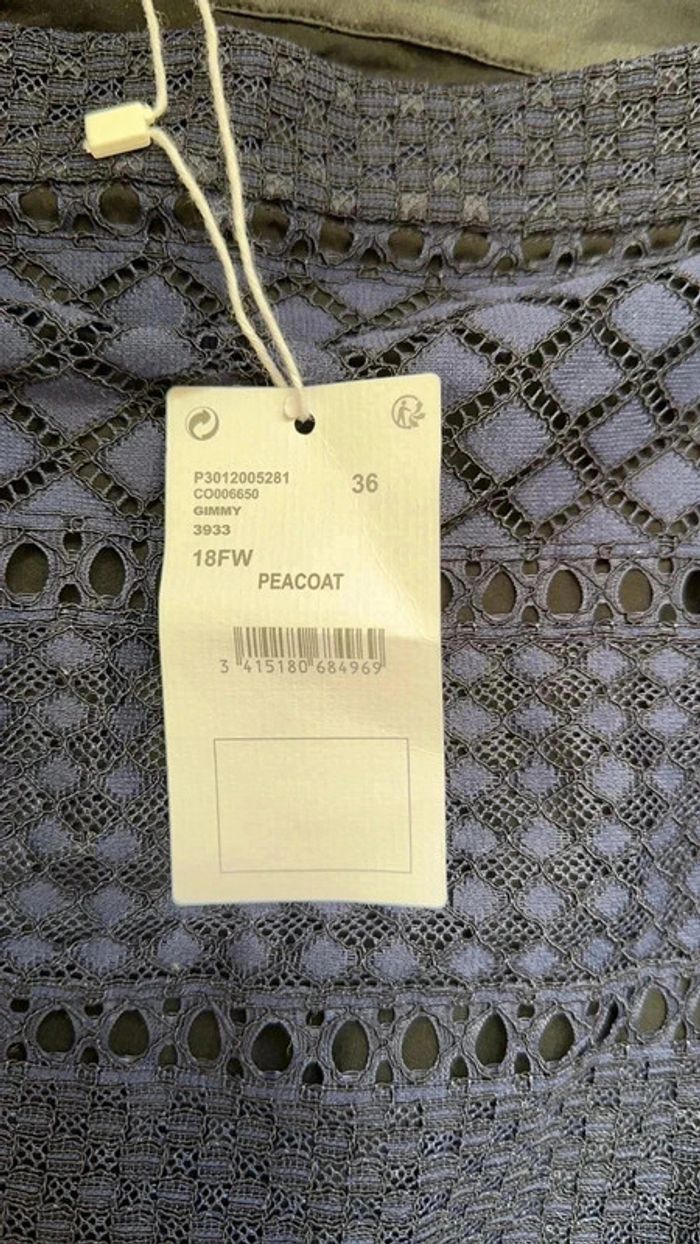 P3012005281
CO006650
36
GIMMY
3933
18FW
PEACOAT
3 415180 684969